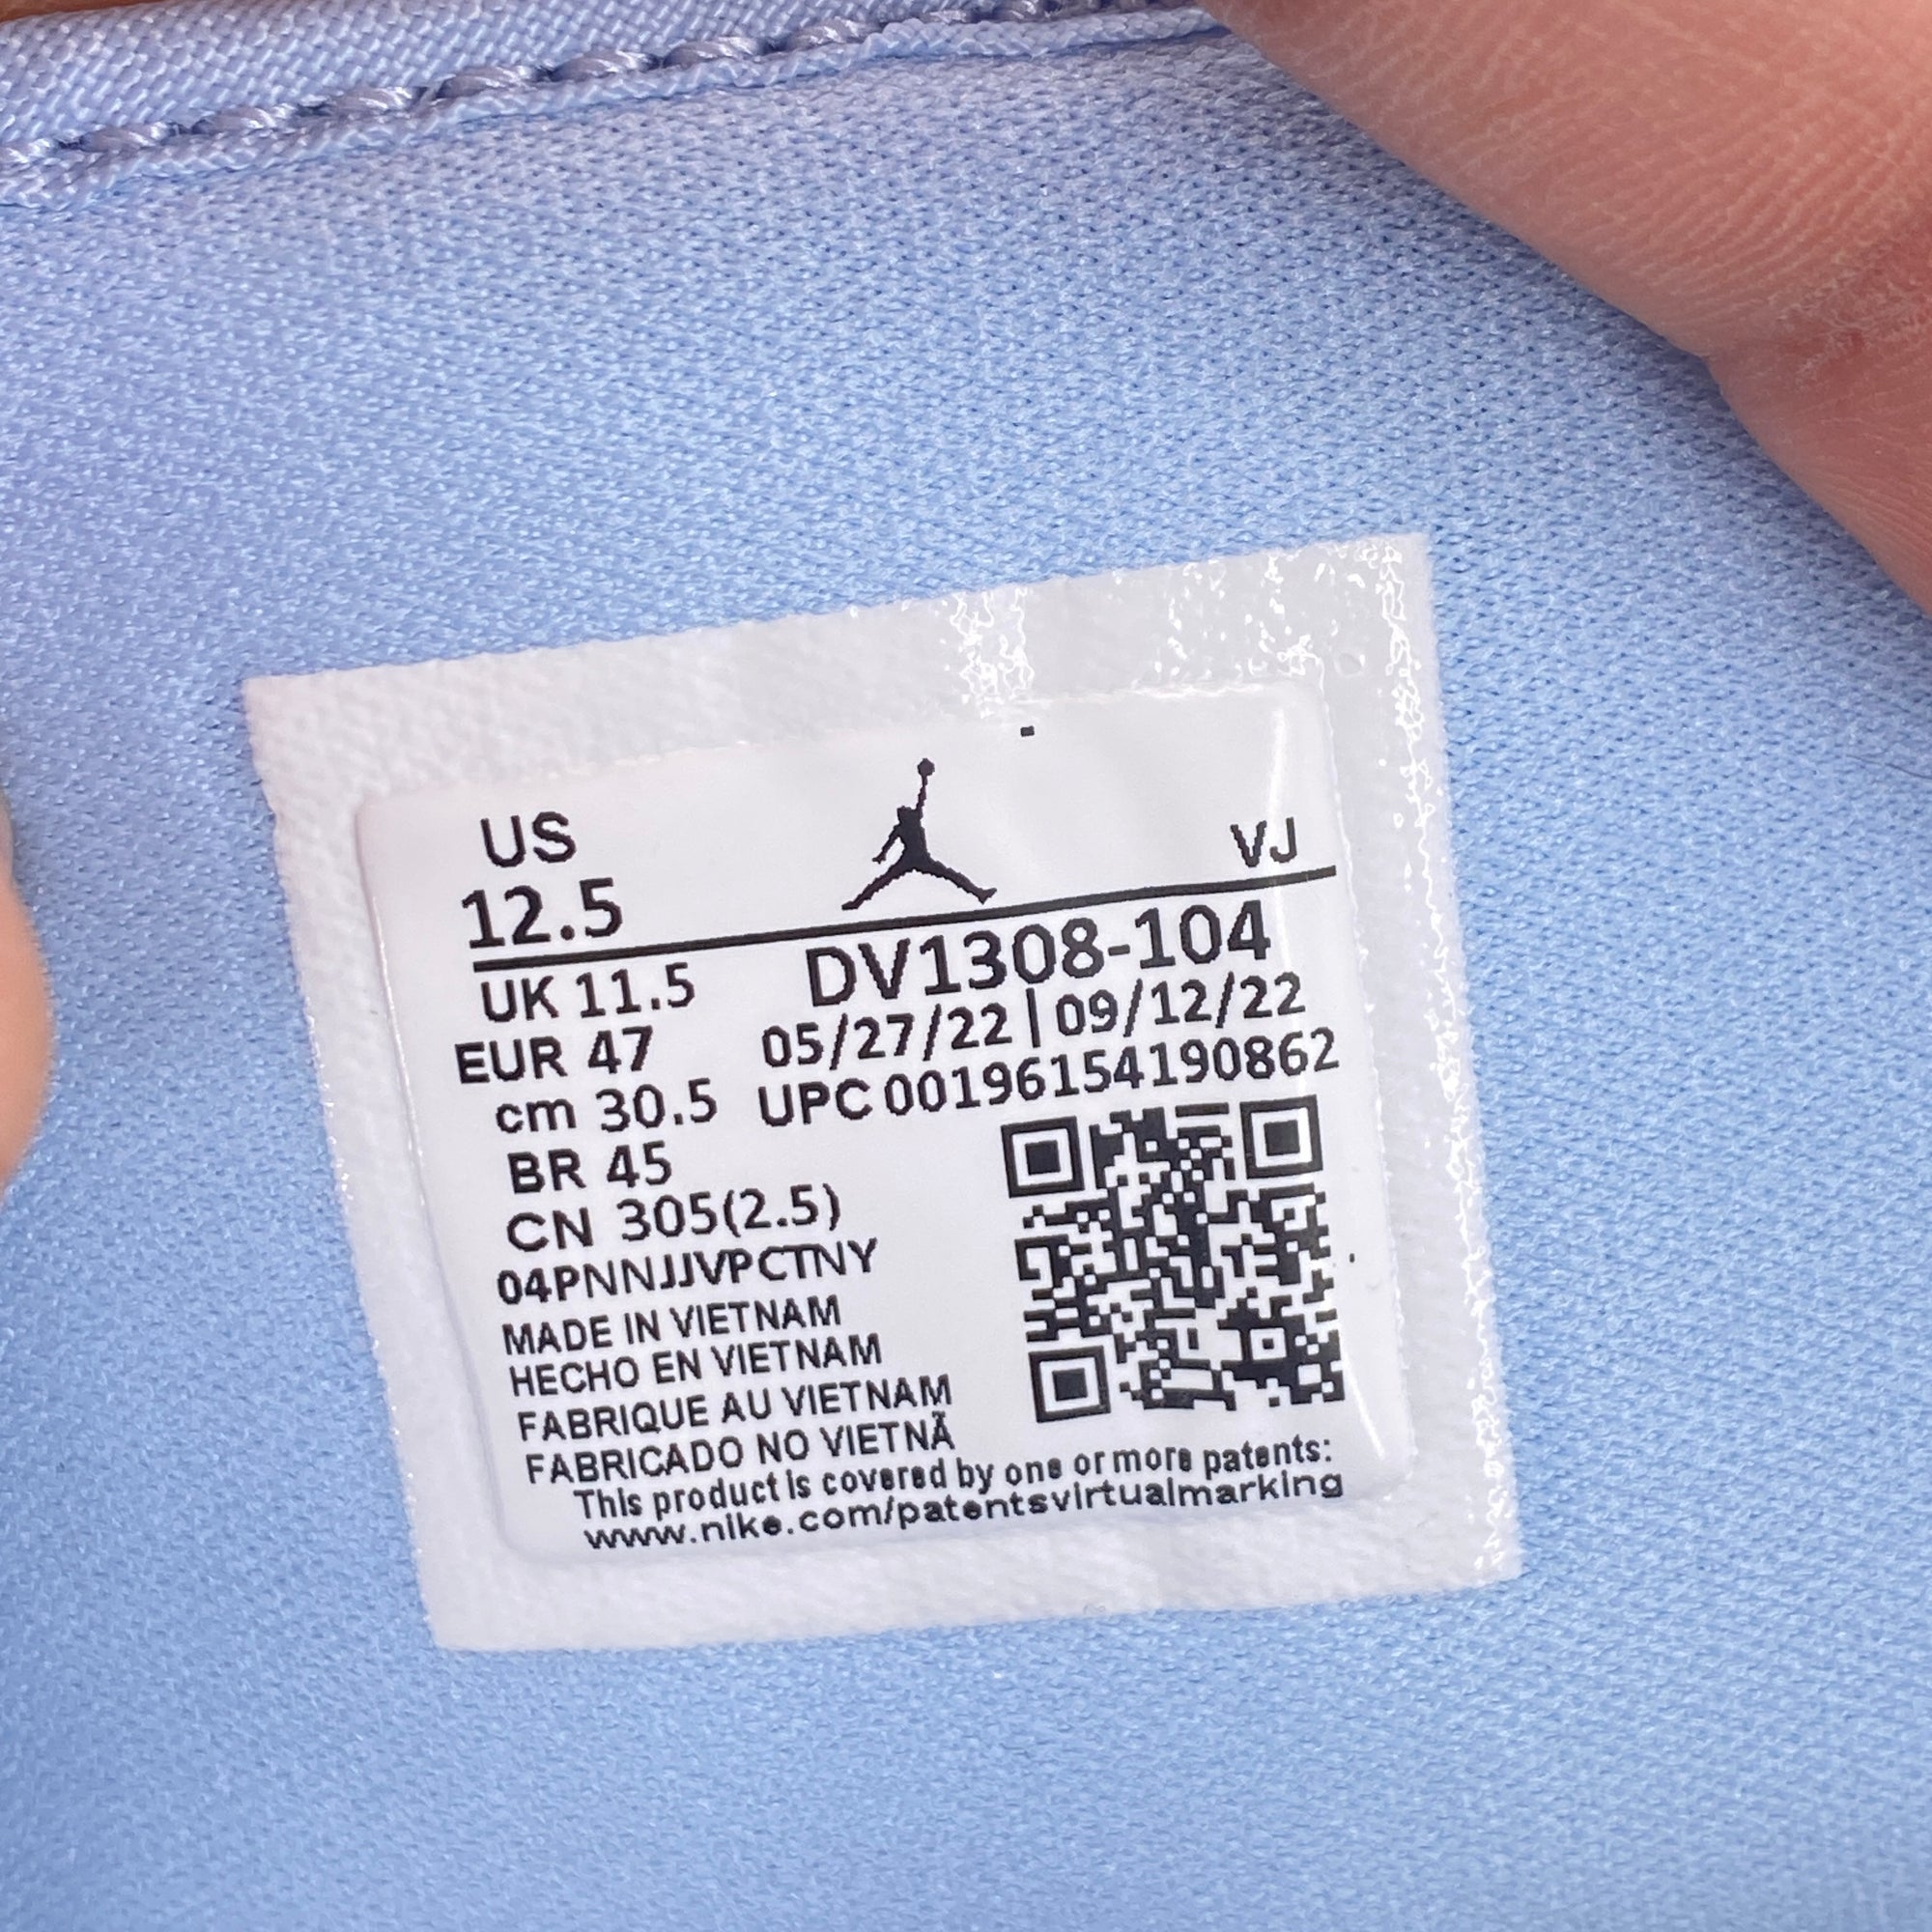 US
VJ
12.5
UK 11.5
DV1308-104
EUR 47
05/27/22|09/12/22
cm 30.5
UPC 00196154190862
BR 45
CN 305(2.5)
04PNNJJVPCTNY
MADE IN VIETNAM
HECHO EN VIETNAM
FABRIQUE AU VIETNAM
FABRICADO NO VIETNÃ
This product is covered by one or more patents:
www.nike.com/patentsvirtualmarking